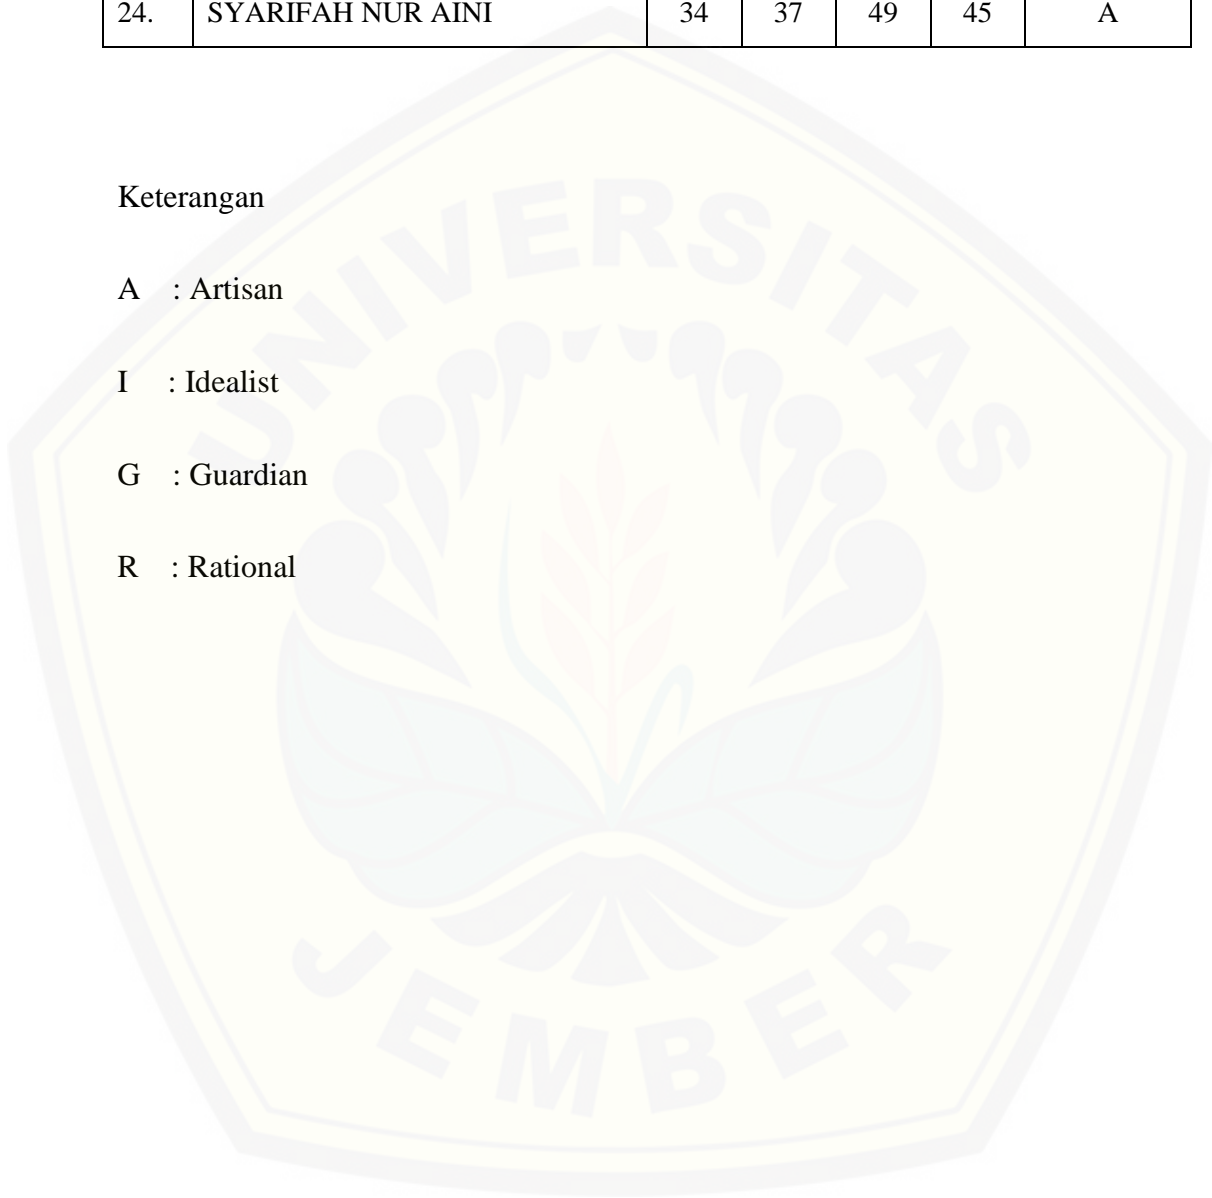 24. SYARIFAH NUR AINI 34 37 49 45 A
Keterangan
A : Artisan
I : Idealist
G : Guardian
R : Rational
UNIVERSITAS
JEMBER